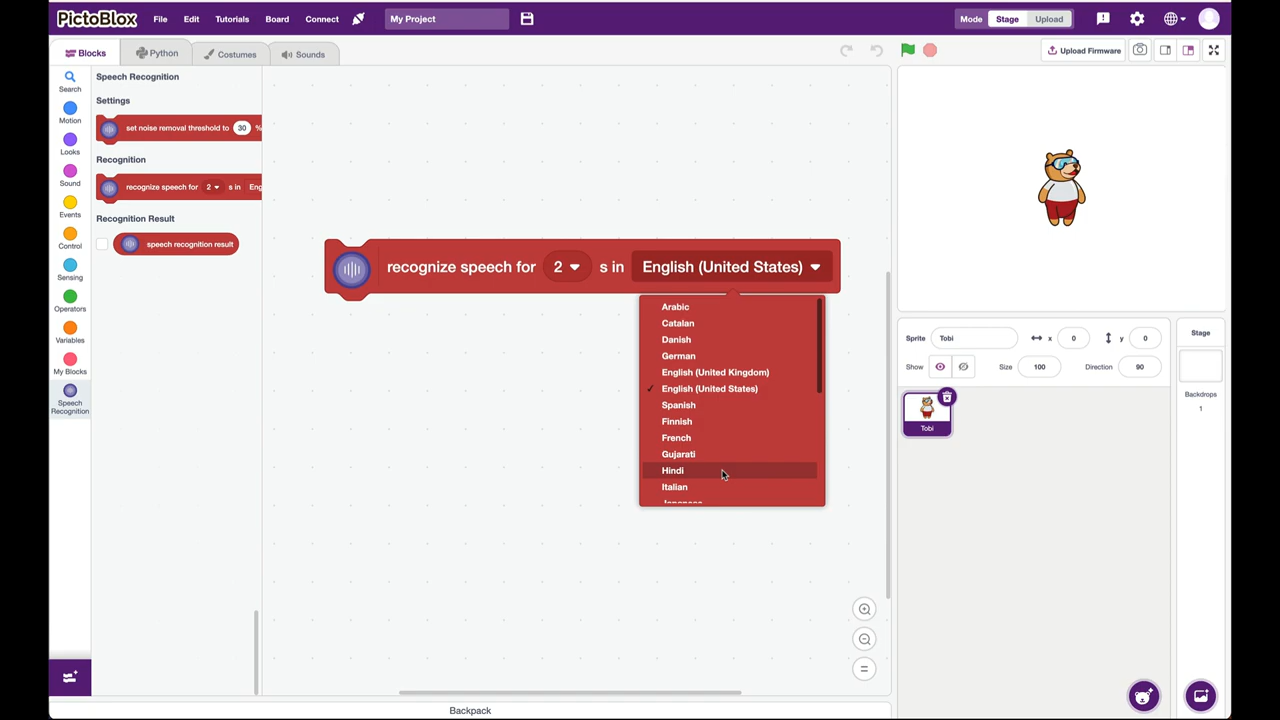 PictoBlox File Edit Tutorials Board Connect My Project Mode Stage Upload
Blocks Python Costumes Sounds Upload Firmware
Search
Motion
Looks
Sound
Events
Control
Sensing
Operators
Variables
My Blocks
Speech
Recognition
Speech Recognition
Settings
set noise removal threshold to 30 %
Recognition
recognize speech for 2 s in Eng
Recognition Result
speech recognition result
recognize speech for 2 s in English (United States)
Arabic
Catalan
Danish
German
English (United Kingdom)
✓ English (United States)
Spanish
Finnish
French
Gujarati
Hindi
Italian
Japanese
Sprite Tobi x 0 y 0
Show Size 100 Direction 90
Tobi
Stage
Backdrops
1
Backpack